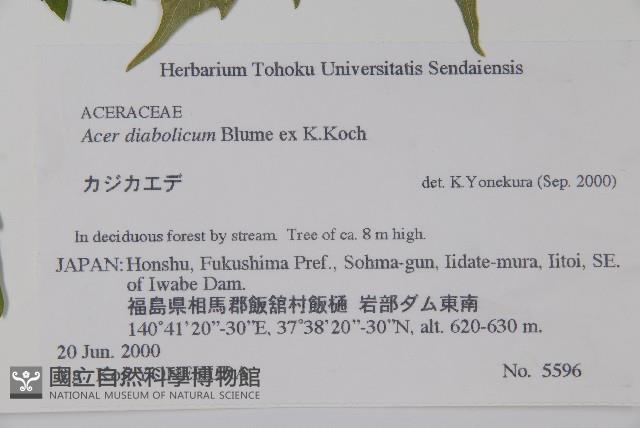 Herbarium Tohoku Universitatis Sendaiensis
ACERACEAE
Acer diabolicum Blume ex K.Koch
カジカエデ det. K.Yonekura (Sep. 2000)
In deciduous forest by stream. Tree of ca. 8 m high.
JAPAN: Honshu, Fukushima Pref., Sohma-gun, Iidate-mura, Iitoi, SE.
of Iwabe Dam.
福島県相馬郡飯舘村飯樋 岩部ダム東南
140°41'20"-30"E, 37°38'20"-30"N, alt. 620-630 m.
20 Jun. 2000
No. 5596
國立自然科學博物館
NATIONAL MUSEUM OF NATURAL SCIENCE